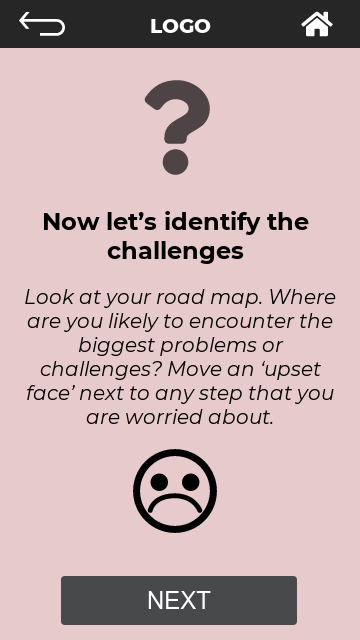 LOGO
?
Now let’s identify the
challenges
Look at your road map. Where
are you likely to encounter the
biggest problems or
challenges? Move an ‘upset
face’ next to any step that you
are worried about.
NEXT